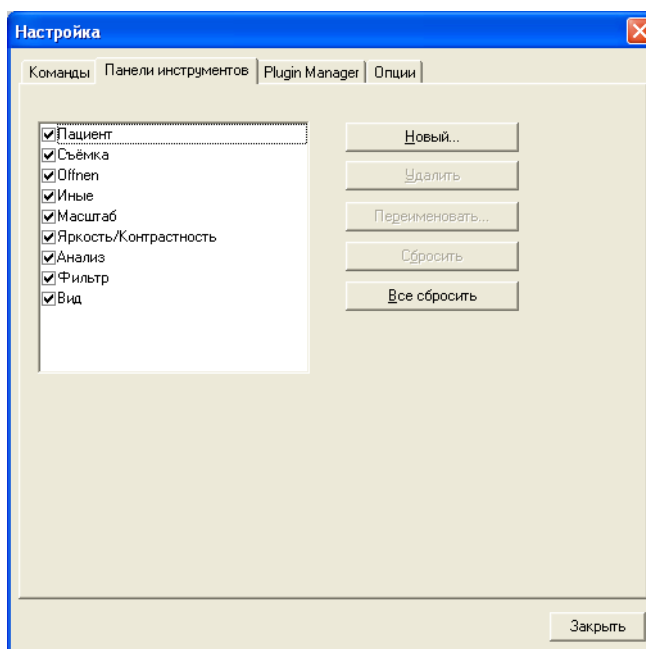 Настройка
Команды Панели инструментов Plugin Manager Опции
Пациент
Съёмка
Offnen
Иные
Масштаб
Яркость/Контрастность
Анализ
Фильтр
Вид
Новый...
Удалить
Переименовать...
Сбросить
Все сбросить
Закрыть